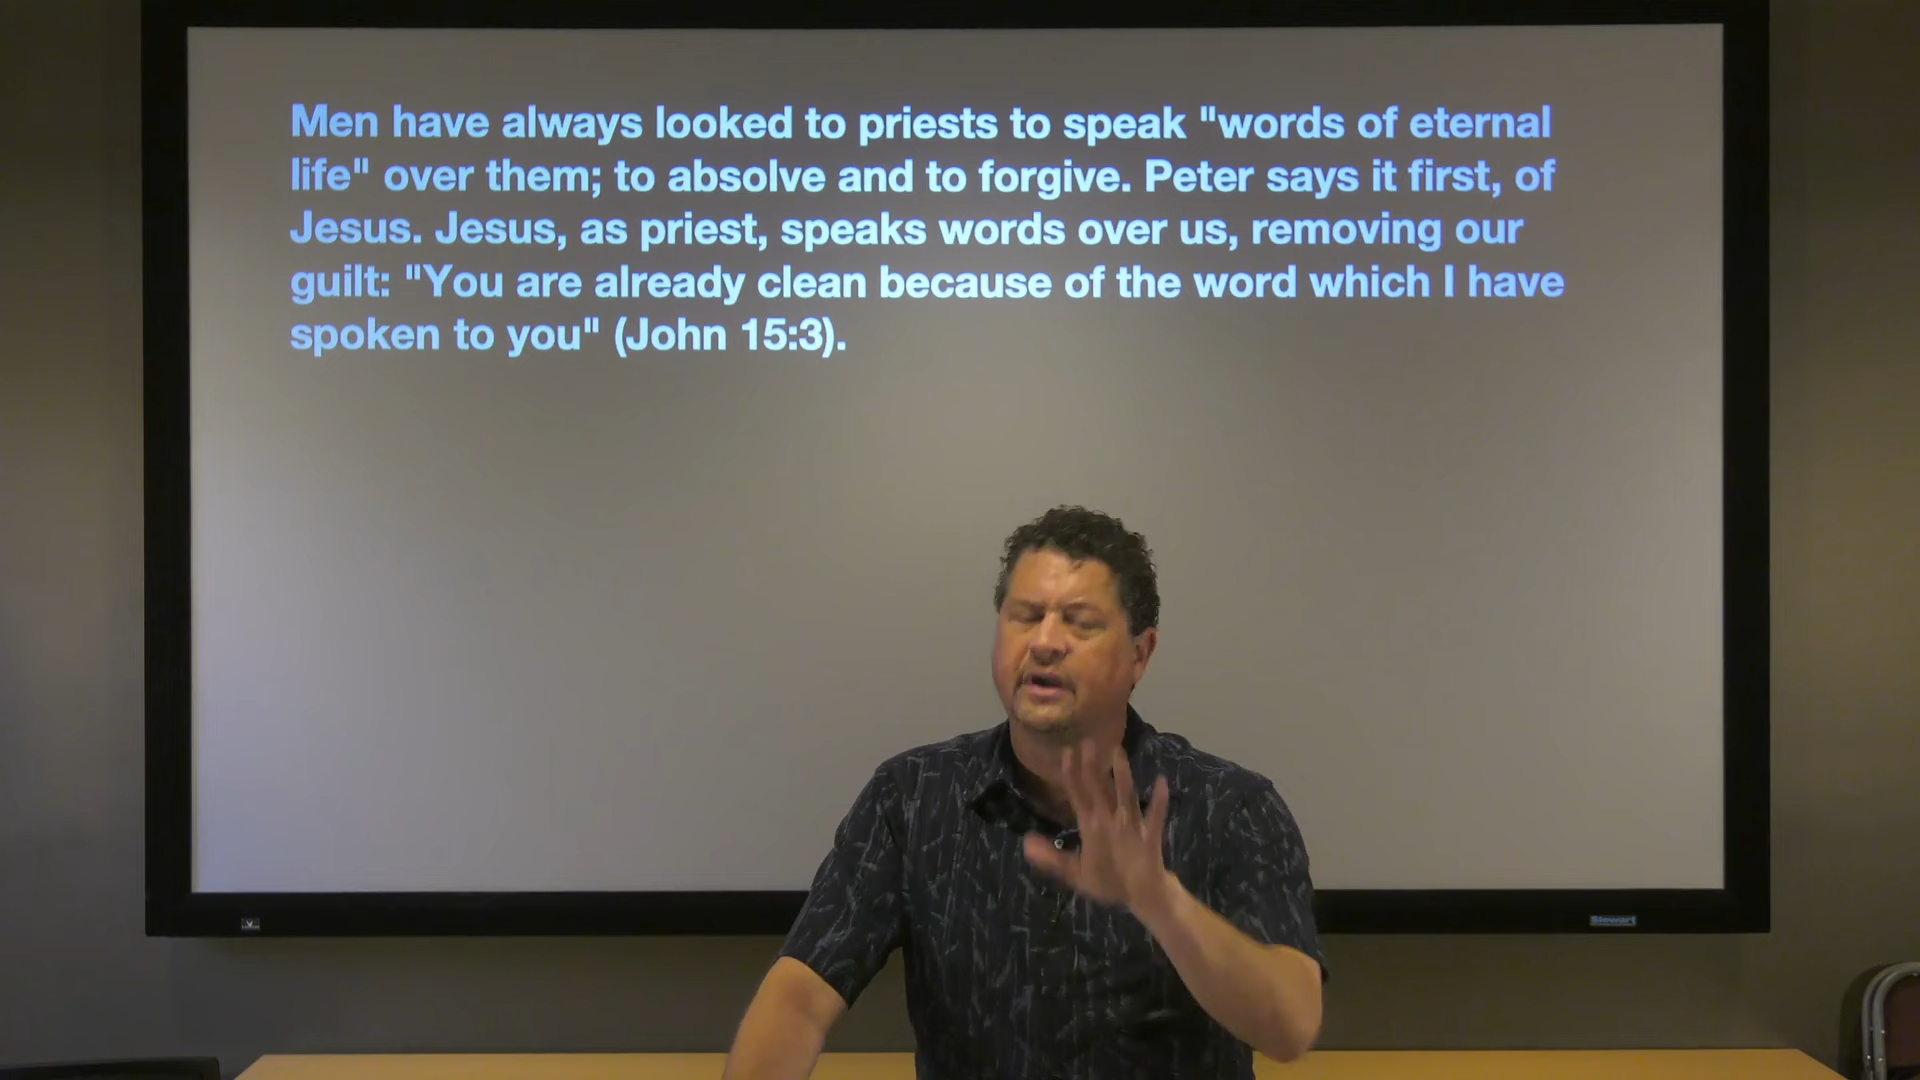 Men have always looked to priests to speak "words of eternal
life" over them; to absolve and to forgive. Peter says it first, of
Jesus. Jesus, as priest, speaks words over us, removing our
guilt: "You are already clean because of the word which I have
spoken to you" (John 15:3).
Stewart